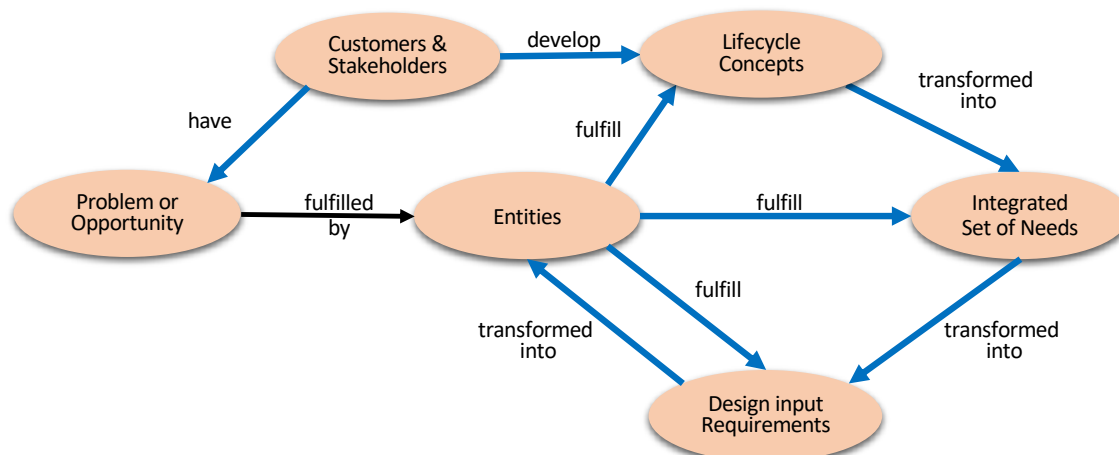 Customers &
Stakeholders
develop
Lifecycle
Concepts
transformed
into
have
fulfill
Problem or
Opportunity
fulfilled
by
Entities
fulfill
Integrated
Set of Needs
fulfill
transformed
into
transformed
into
Design input
Requirements